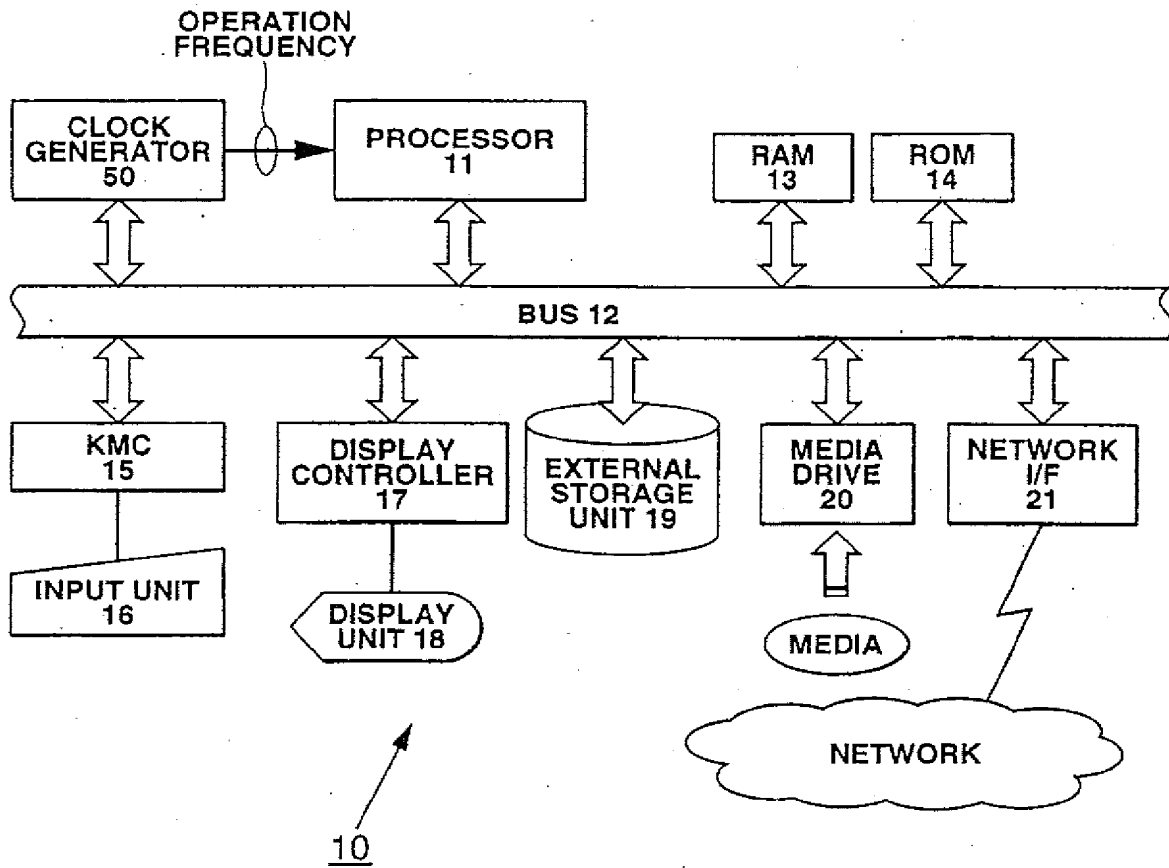 OPERATION
FREQUENCY
CLOCK
GENERATOR
50
PROCESSOR
11
RAM
13
ROM
14
BUS 12
KMC
15
DISPLAY
CONTROLLER
17
EXTERNAL
STORAGE
UNIT 19
MEDIA
DRIVE
20
NETWORK
I/F
21
INPUT UNIT
16
DISPLAY
UNIT 18
MEDIA
NETWORK
10